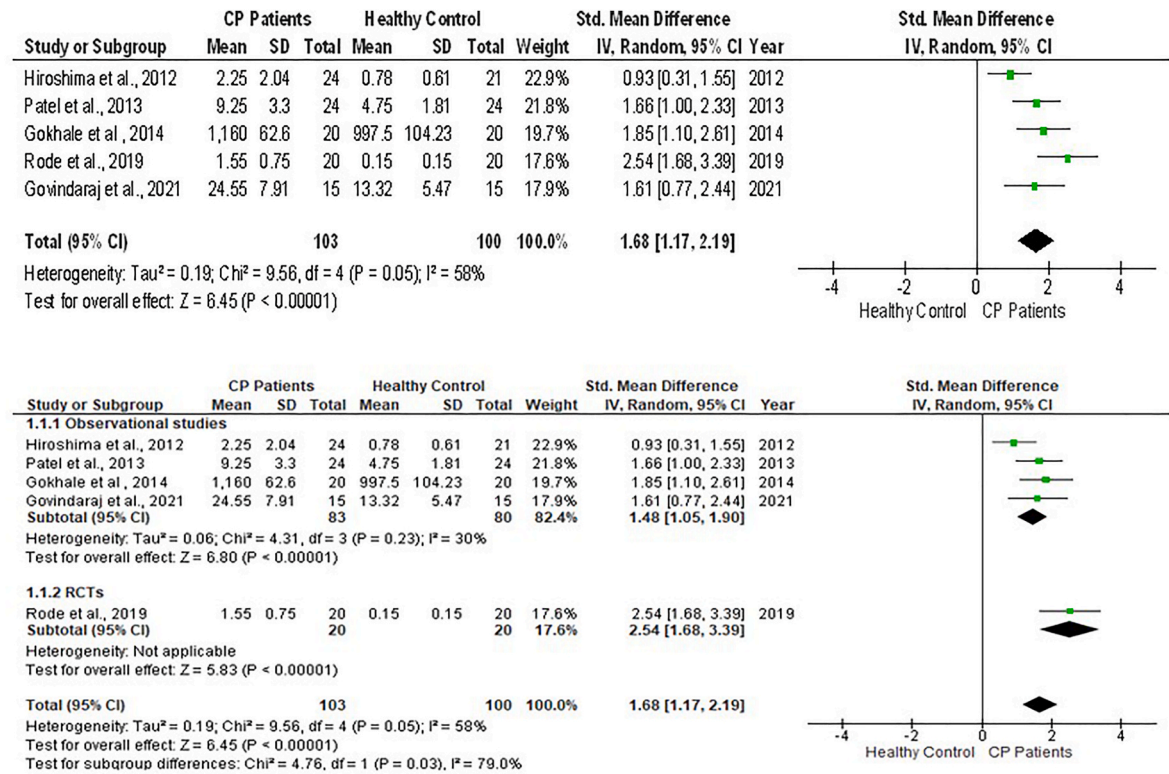 CP Patients Healthy Control Std. Mean Difference Std. Mean Difference
Study or Subgroup Mean SD Total Mean SD Total Weight IV, Random, 95% CI Year IV, Random, 95% CI
Hiroshima et al., 2012 2.25 2.04 24 0.78 0.61 21 22.9% 0.93 [0.31, 1.55] 2012
Patel et al., 2013 9.25 3.3 24 4.75 1.81 24 21.8% 1.66 [1.00, 2.33] 2013
Gokhale et al , 2014 1,160 62.6 20 997.5 104.23 20 19.7% 1.85 [1.10, 2.61] 2014
Rode et al., 2019 1.55 0.75 20 0.15 0.15 20 17.6% 2.54 [1.68, 3.39] 2019
Govindaraj et al., 2021 24.55 7.91 15 13.32 5.47 15 17.9% 1.61 [0.77, 2.44] 2021
Total (95% CI) 103 100 100.0% 1.68 [1.17, 2.19]
Heterogeneity: Tau² = 0.19; Chi² = 9.56, df = 4 (P = 0.05); I² = 58%
Test for overall effect: Z = 6.45 (P < 0.00001)
-4 -2 0 2 4
Healthy Control CP Patients
CP Patients Healthy Control Std. Mean Difference Std. Mean Difference
Study or Subgroup Mean SD Total Mean SD Total Weight IV, Random, 95% CI Year IV, Random, 95% CI
1.1.1 Observational studies
Hiroshima et al., 2012 2.25 2.04 24 0.78 0.61 21 22.9% 0.93 [0.31, 1.55] 2012
Patel et al., 2013 9.25 3.3 24 4.75 1.81 24 21.8% 1.66 [1.00, 2.33] 2013
Gokhale et al , 2014 1,160 62.6 20 997.5 104.23 20 19.7% 1.85 [1.10, 2.61] 2014
Govindaraj et al., 2021 24.55 7.91 15 13.32 5.47 15 17.9% 1.61 [0.77, 2.44] 2021
Subtotal (95% CI) 83 80 82.4% 1.48 [1.05, 1.90]
Heterogeneity: Tau² = 0.06; Chi² = 4.31, df = 3 (P = 0.23); I² = 30%
Test for overall effect: Z = 6.80 (P < 0.00001)
1.1.2 RCTs
Rode et al., 2019 1.55 0.75 20 0.15 0.15 20 17.6% 2.54 [1.68, 3.39] 2019
Subtotal (95% CI) 20 20 17.6% 2.54 [1.68, 3.39]
Heterogeneity: Not applicable
Test for overall effect: Z = 5.83 (P < 0.00001)
Total (95% CI) 103 100 100.0% 1.68 [1.17, 2.19]
Heterogeneity: Tau² = 0.19; Chi² = 9.56, df = 4 (P = 0.05); I² = 58%
Test for overall effect: Z = 6.45 (P < 0.00001)
Test for subgroup differences: Chi² = 4.76, df = 1 (P = 0.03), I² = 79.0%
-4 -2 0 2 4
Healthy Control CP Patients